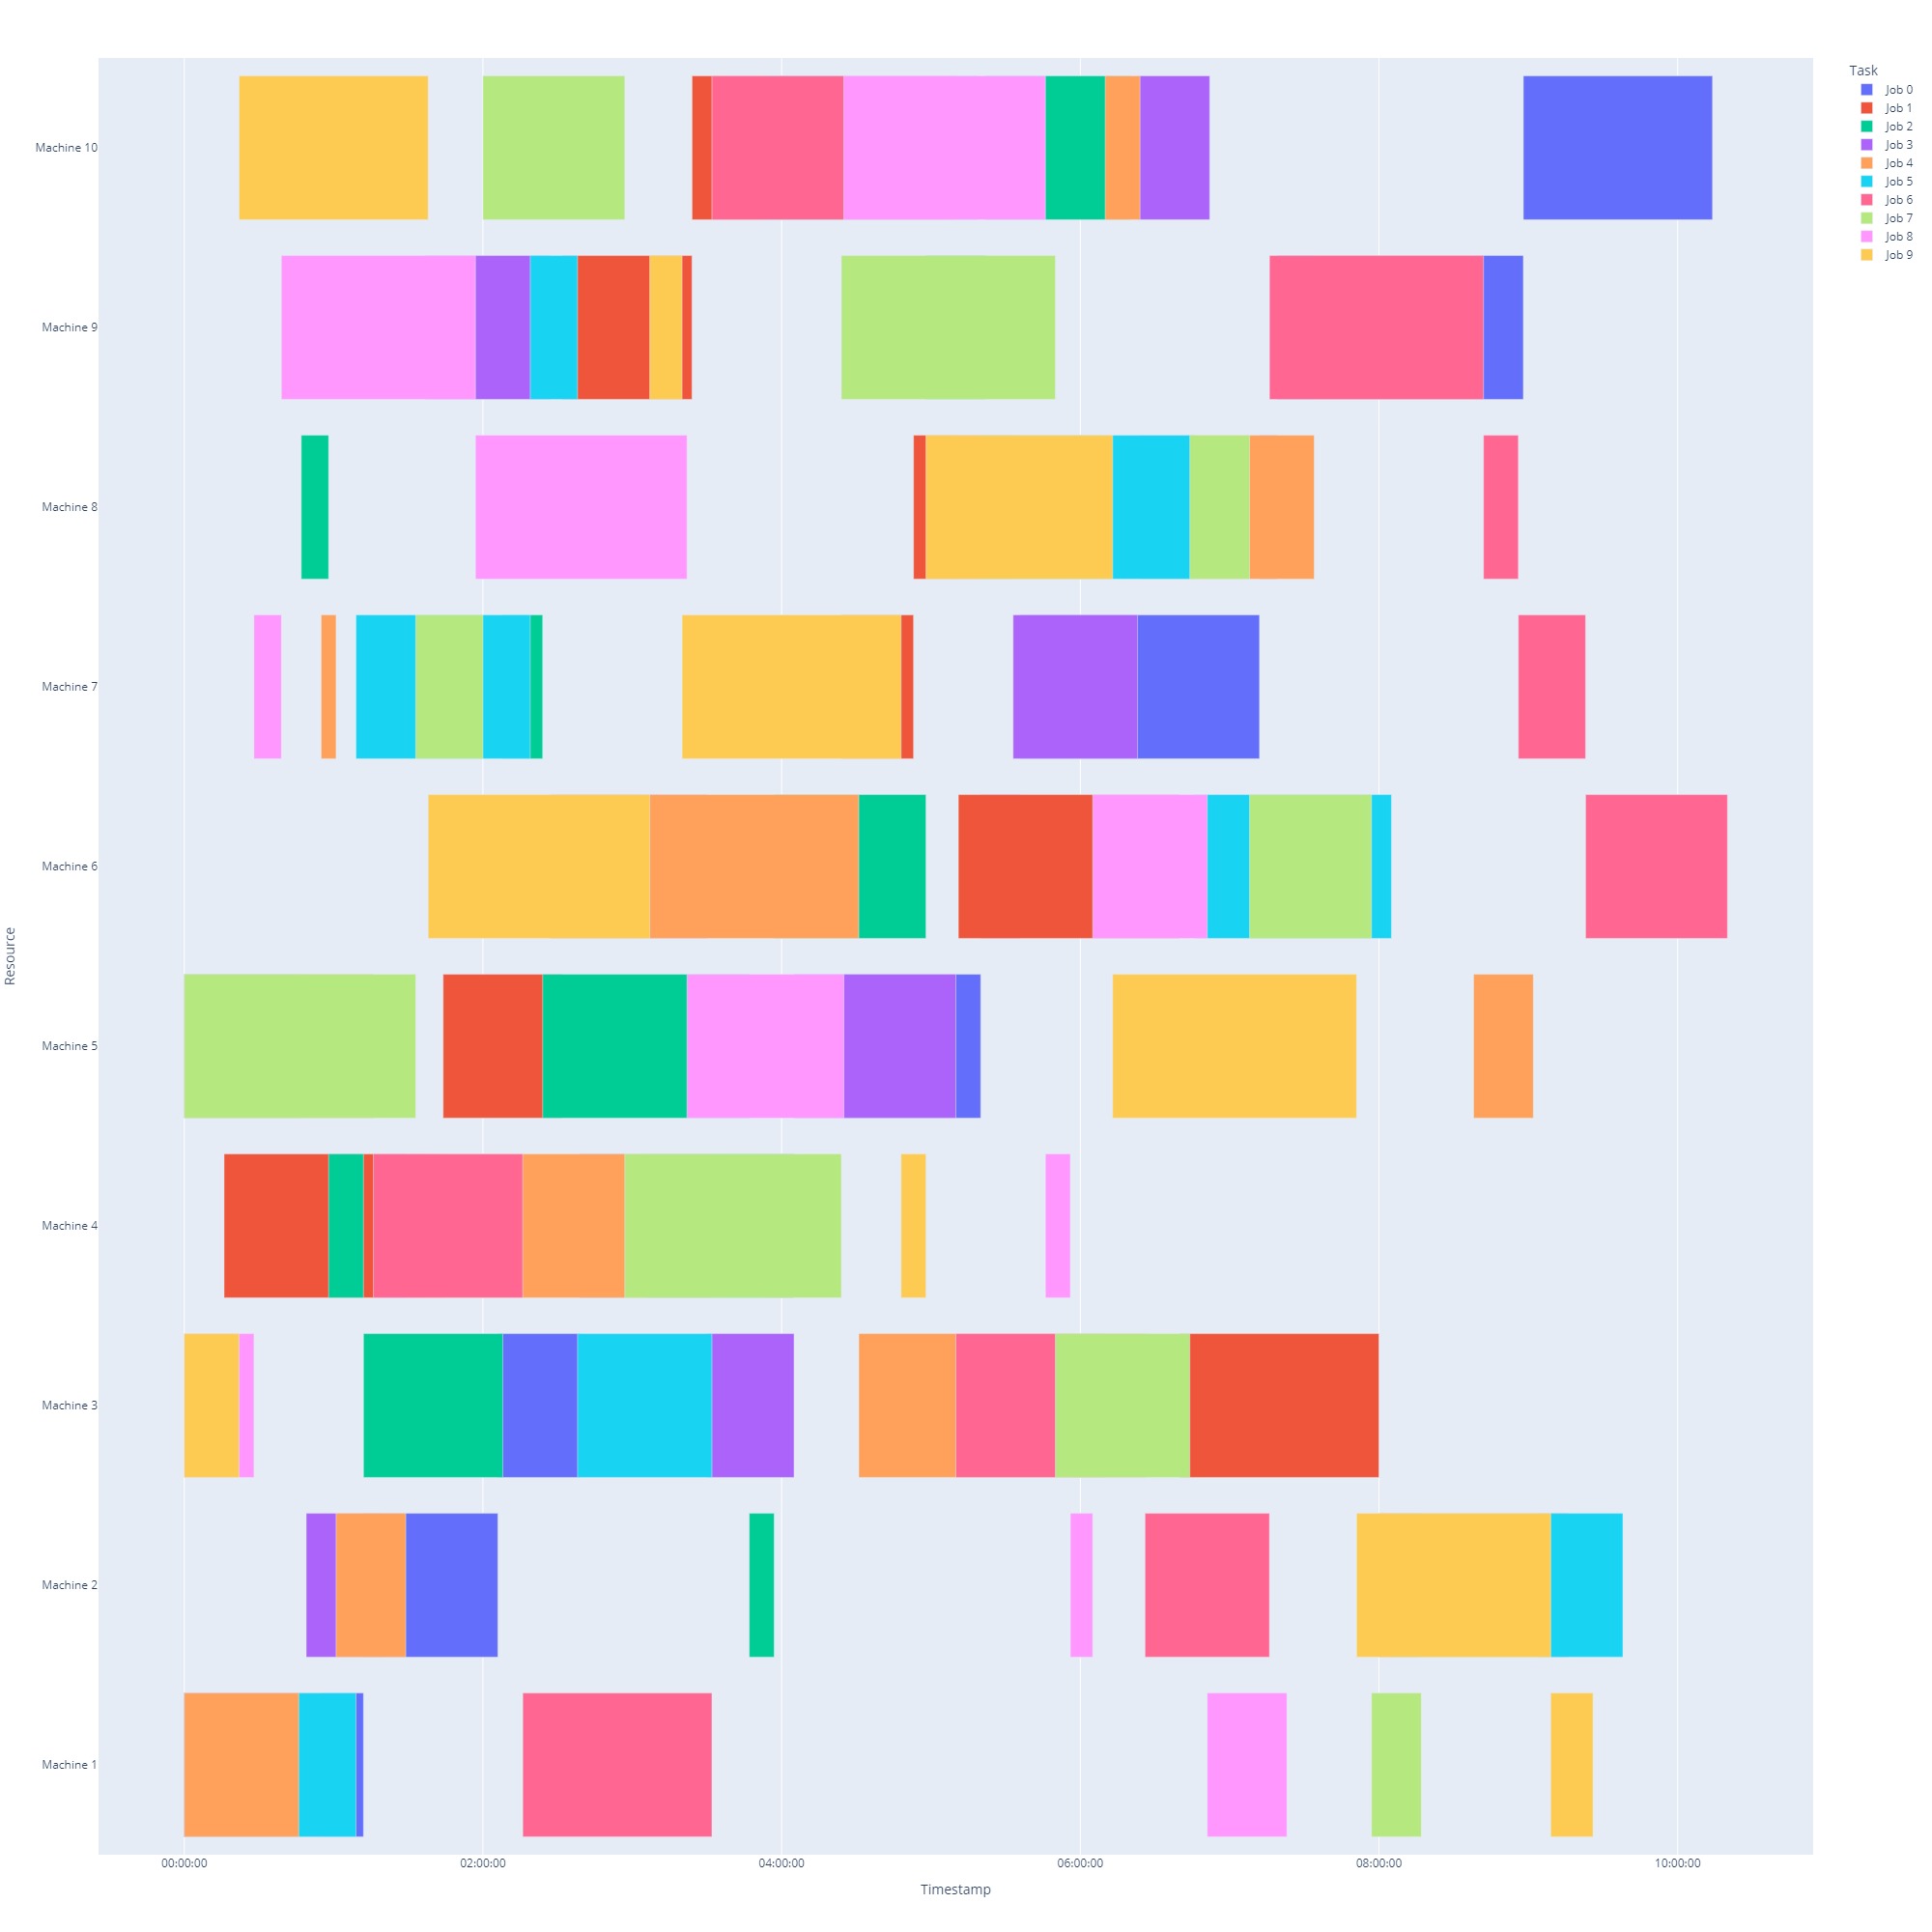 Task
Job 0
Job 1
Job 2
Job 3
Job 4
Job 5
Job 6
Job 7
Job 8
Job 9
Machine 10
Machine 9
Machine 8
Machine 7
Machine 6
Resource
Machine 5
Machine 4
Machine 3
Machine 2
Machine 1
00:00:00 02:00:00 04:00:00 06:00:00 08:00:00 10:00:00
Timestamp